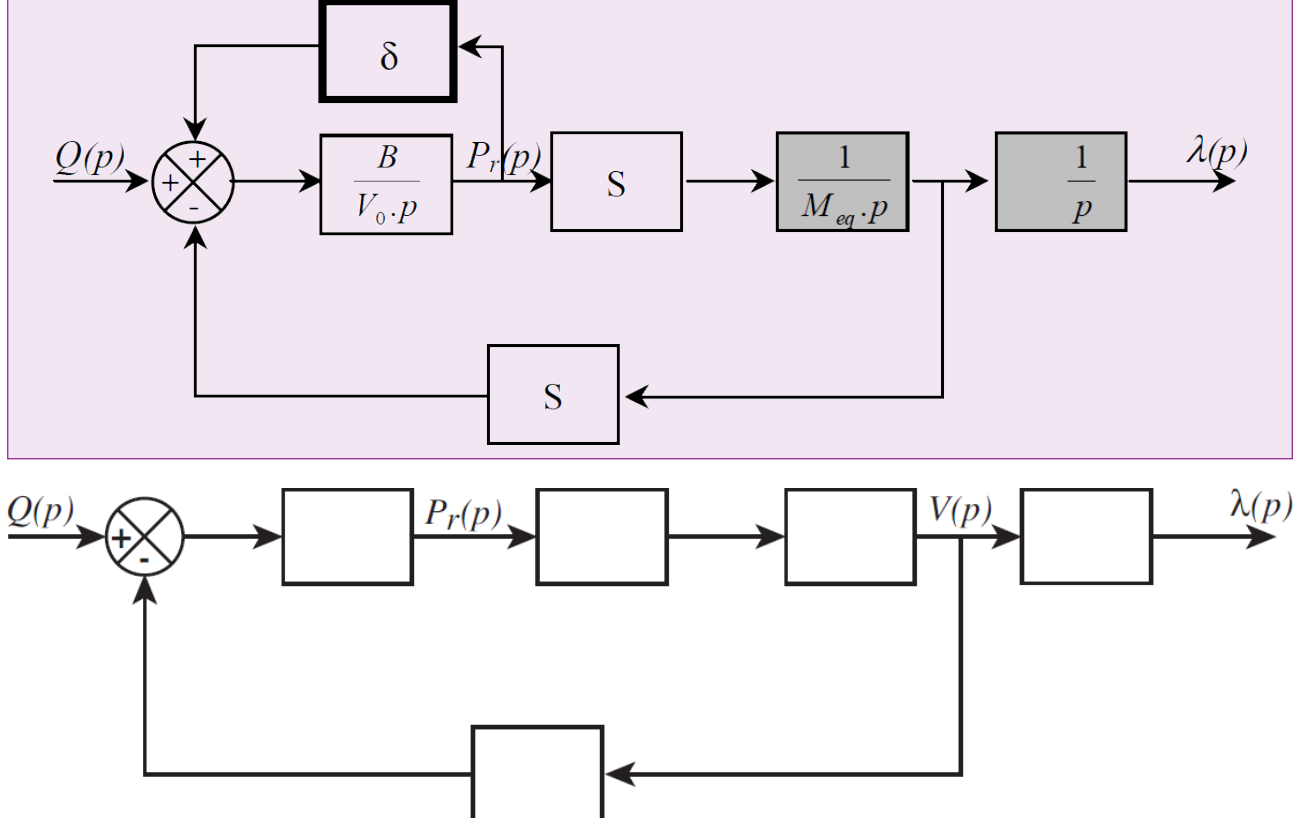 δ
Q(p) + + - B / V₀.p Pᵣ(p) S 1 / M_eq.p 1 / p λ(p)
S
Q(p) + - Pᵣ(p) V(p) λ(p)